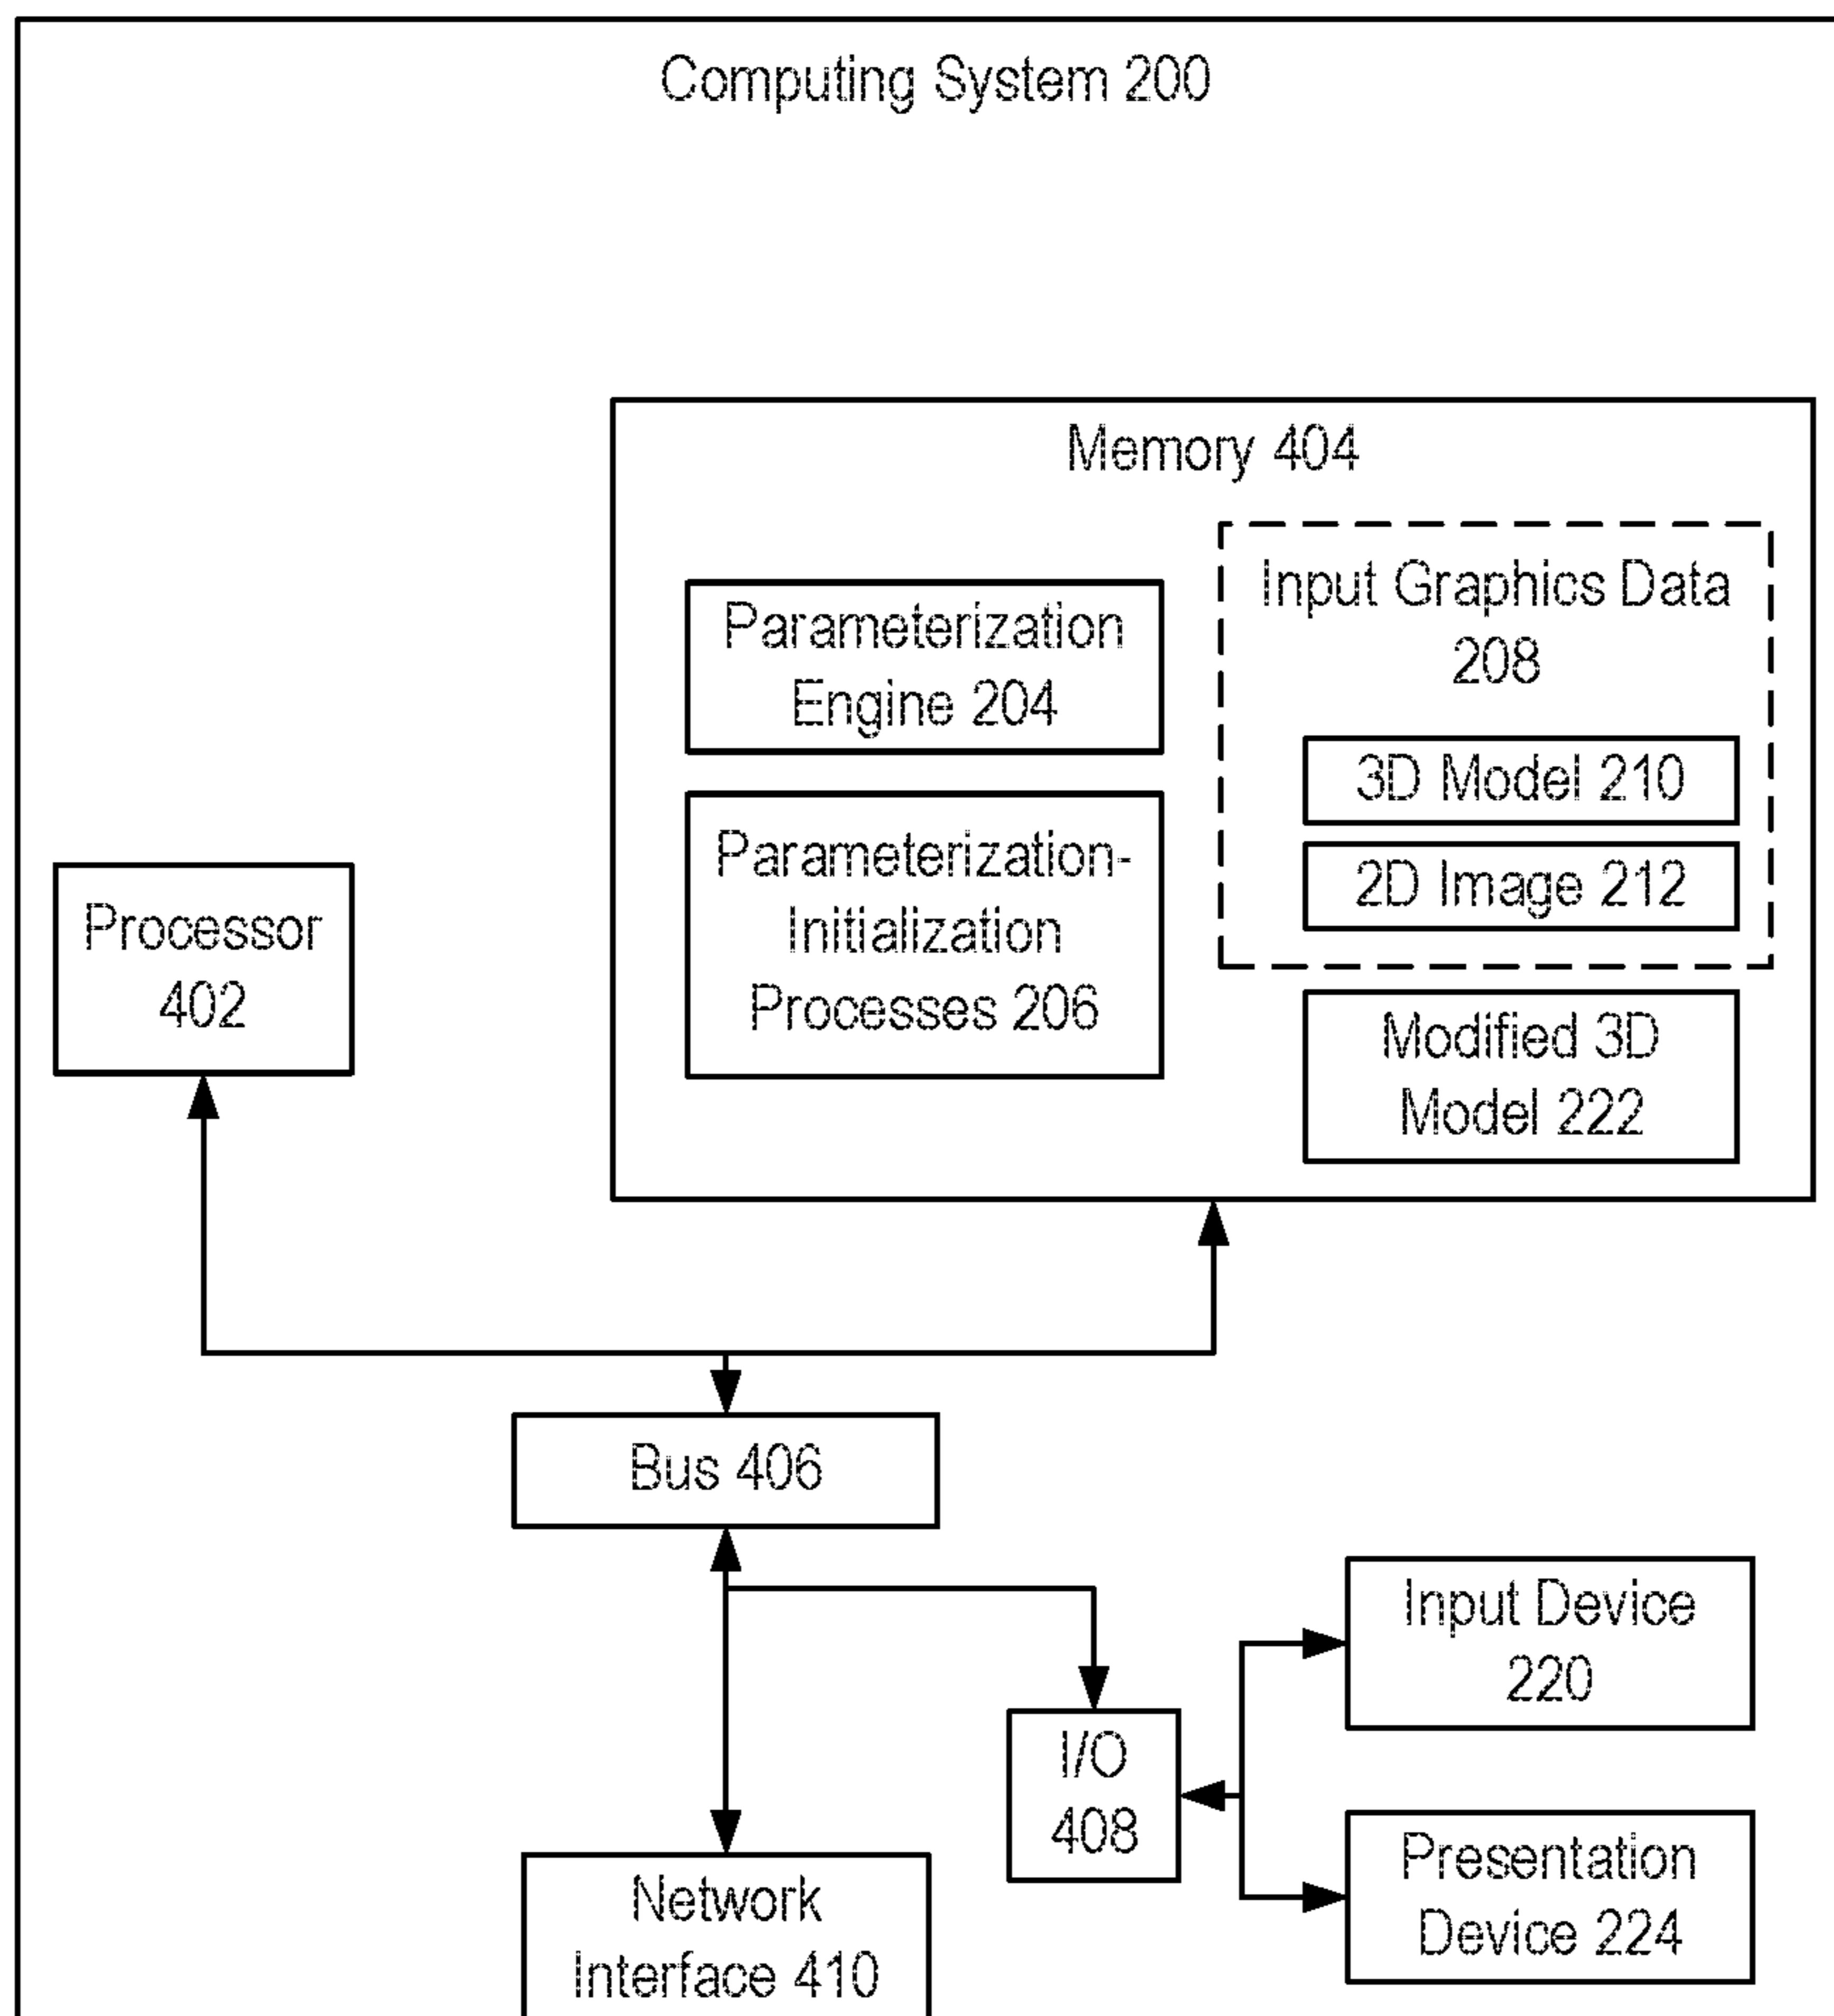 Computing System 200
Memory 404
Parameterization
Engine 204
Parameterization-
Initialization
Processes 206
Input Graphics Data
208
3D Model 210
2D Image 212
Modified 3D
Model 222
Processor
402
Bus 406
Input Device
220
I/O
408
Presentation
Device 224
Network
Interface 410